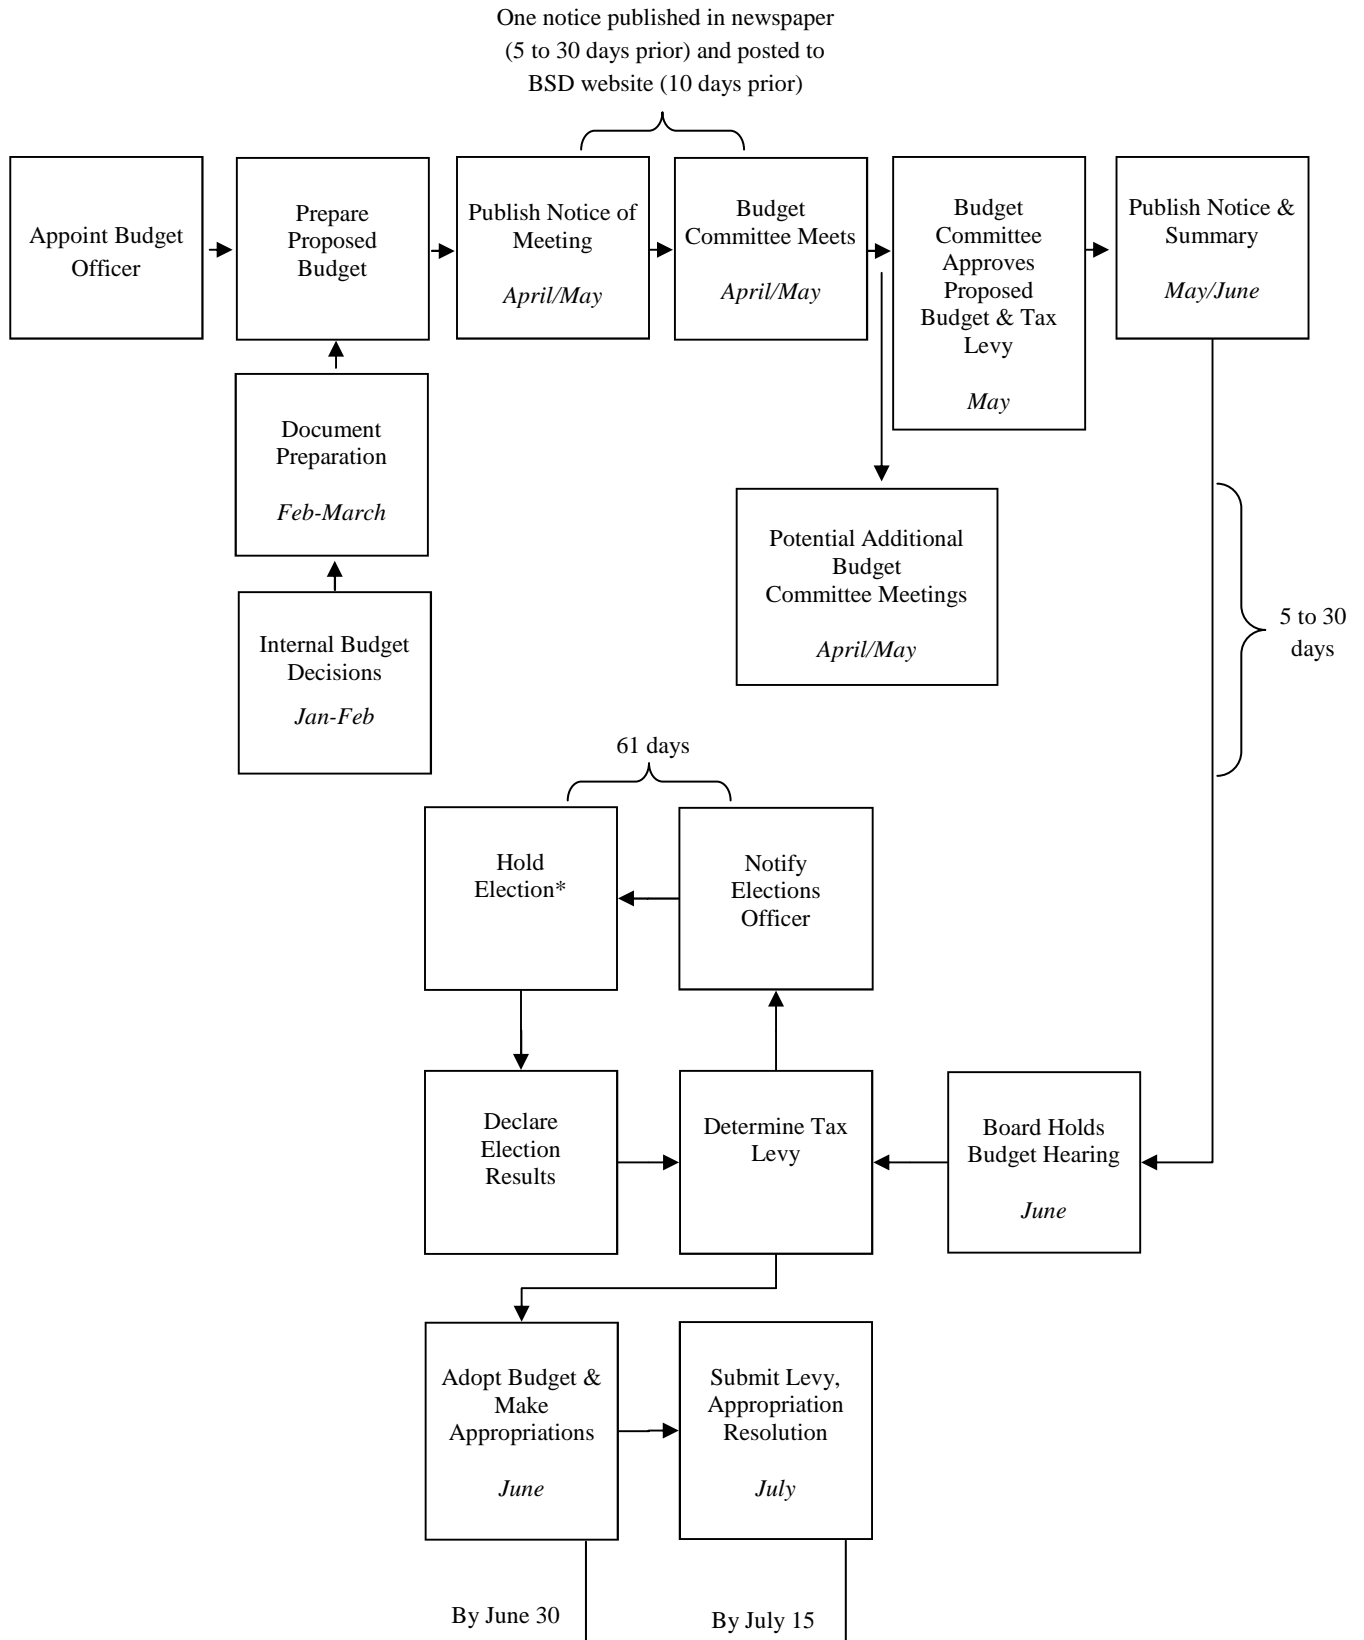 One notice published in newspaper
(5 to 30 days prior) and posted to
BSD website (10 days prior)
Appoint Budget
Officer
Prepare
Proposed
Budget
Publish Notice of
Meeting
April/May
Budget
Committee Meets
April/May
Budget
Committee
Approves
Proposed
Budget & Tax
Levy
May
Publish Notice &
Summary
May/June
Document
Preparation
Feb-March
Potential Additional
Budget
Committee Meetings
April/May
5 to 30
days
Internal Budget
Decisions
Jan-Feb
61 days
Hold
Election*
Notify
Elections
Officer
Declare
Election
Results
Determine Tax
Levy
Board Holds
Budget Hearing
June
Adopt Budget &
Make
Appropriations
June
Submit Levy,
Appropriation
Resolution
July
By June 30
By July 15